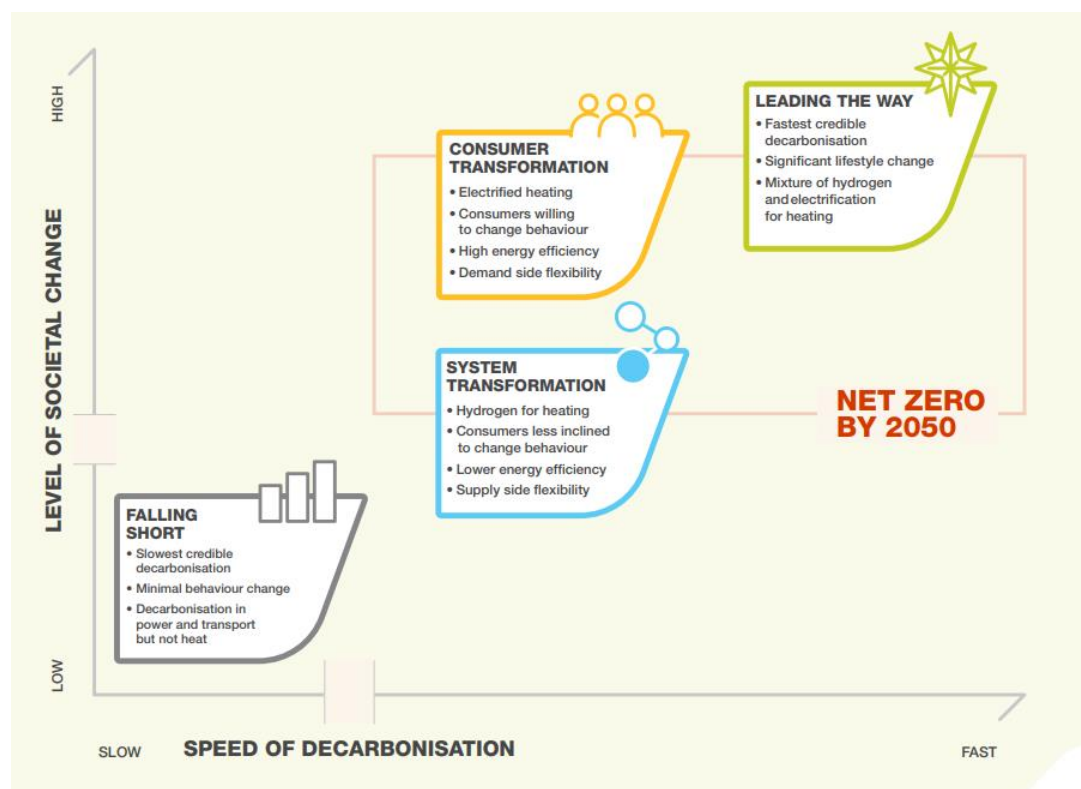 HIGH
LEVEL OF SOCIETAL CHANGE
LOW
LEADING THE WAY
• Fastest credible
decarbonisation
• Significant lifestyle change
• Mixture of hydrogen
and electrification
for heating
CONSUMER
TRANSFORMATION
• Electrified heating
• Consumers willing
to change behaviour
• High energy efficiency
• Demand side flexibility
SYSTEM
TRANSFORMATION
• Hydrogen for heating
• Consumers less inclined
to change behaviour
• Lower energy efficiency
• Supply side flexibility
NET ZERO
BY 2050
FALLING
SHORT
• Slowest credible
decarbonisation
• Minimal behaviour change
• Decarbonisation in
power and transport
but not heat
SLOW
SPEED OF DECARBONISATION
FAST